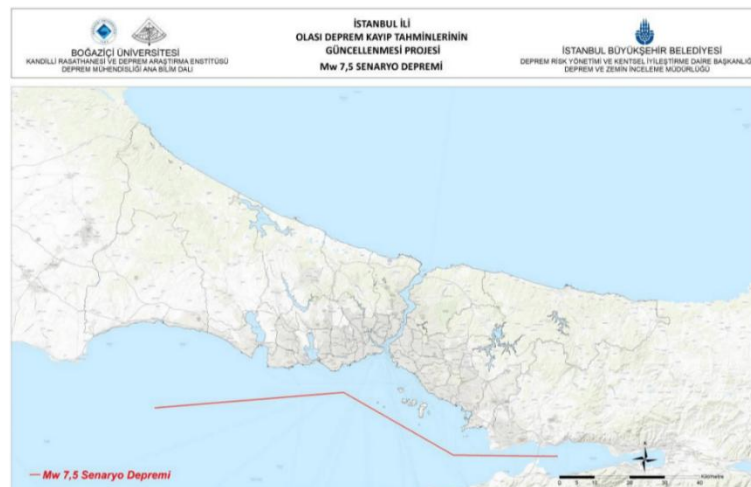 BOĞAZİÇİ ÜNİVERSİTESİ
KANDİLLİ RASATHANESİ VE DEPREM ARAŞTIRMA ENSTİTÜSÜ
DEPREM MÜHENDİSLİĞİ ANA BİLİM DALI
İSTANBUL İLİ
OLASI DEPREM KAYIP TAHMİNLERİNİN
GÜNCELLENMESİ PROJESİ
Mw 7,5 SENARYO DEPREMİ
İSTANBUL BÜYÜKŞEHİR BELEDİYESİ
DEPREM RİSK YÖNETİMİ VE KENTSEL İYİLEŞTİRME DAİRE BAŞKANLIĞI
DEPREM VE ZEMİN İNCELEME MÜDÜRLÜĞÜ
Mw 7,5 Senaryo Depremi